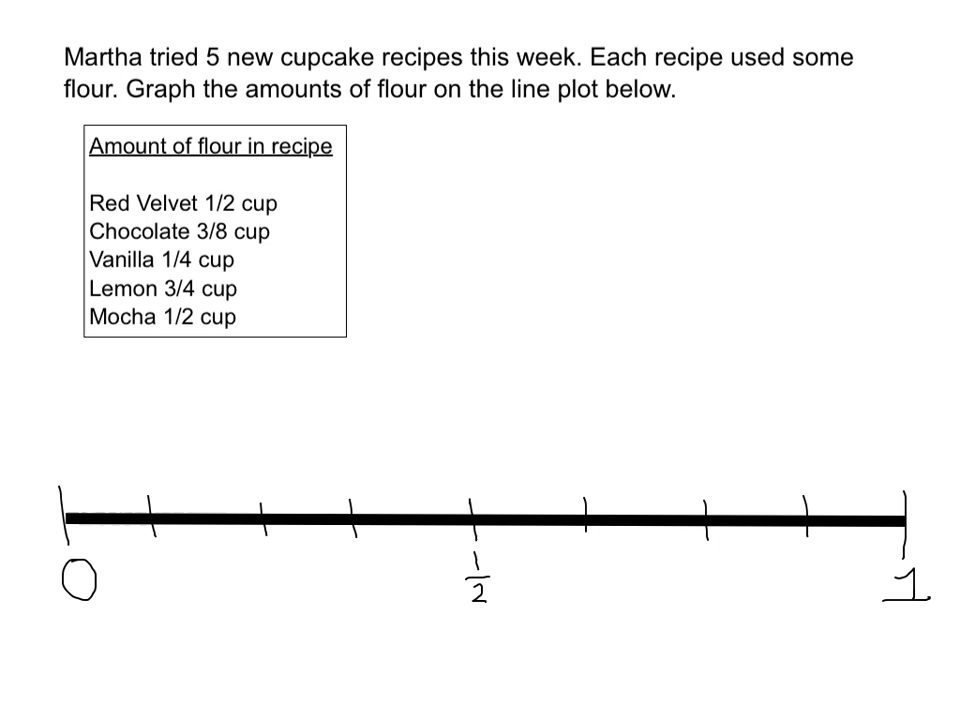 Martha tried 5 new cupcake recipes this week. Each recipe used some
flour. Graph the amounts of flour on the line plot below.
Amount of flour in recipe
Red Velvet 1/2 cup
Chocolate 3/8 cup
Vanilla 1/4 cup
Lemon 3/4 cup
Mocha 1/2 cup
0 1/2 1